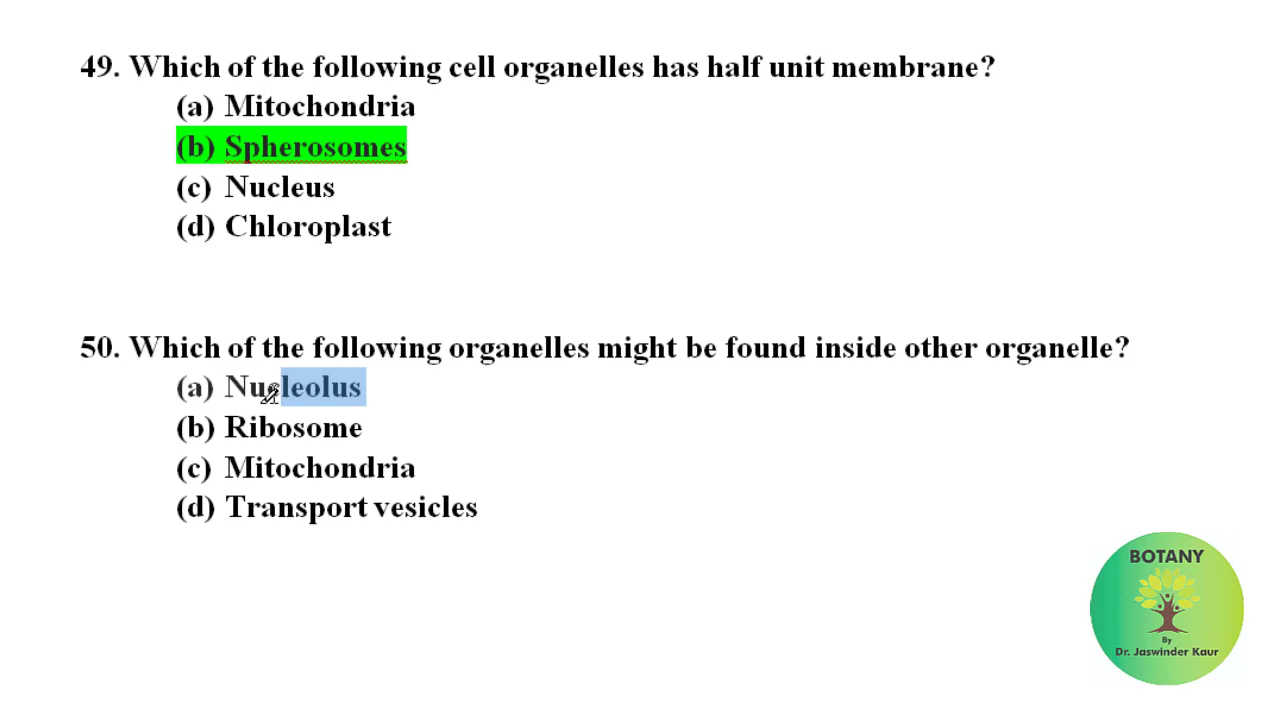 49. Which of the following cell organelles has half unit membrane?
(a) Mitochondria
(b) Spherosomes
(c) Nucleus
(d) Chloroplast
50. Which of the following organelles might be found inside other organelle?
(a) Nucleolus
(b) Ribosome
(c) Mitochondria
(d) Transport vesicles
BOTANY
By
Dr. Jaswinder Kaur